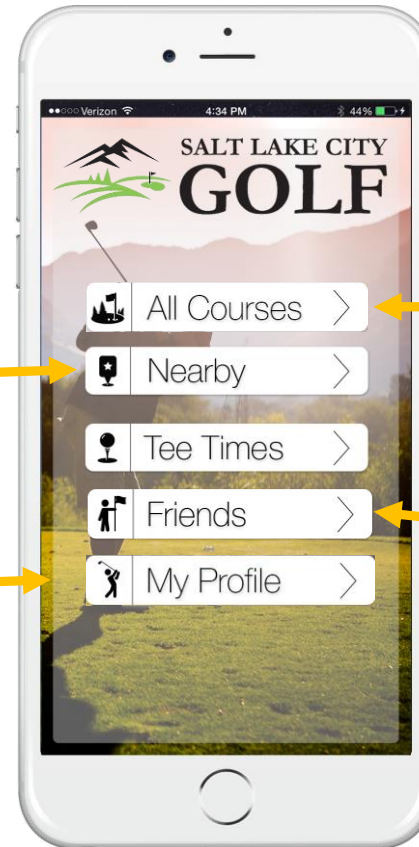 Verizon 4:34 PM 44%
SALT LAKE CITY
GOLF
All Courses
Nearby
Tee Times
Friends
My Profile